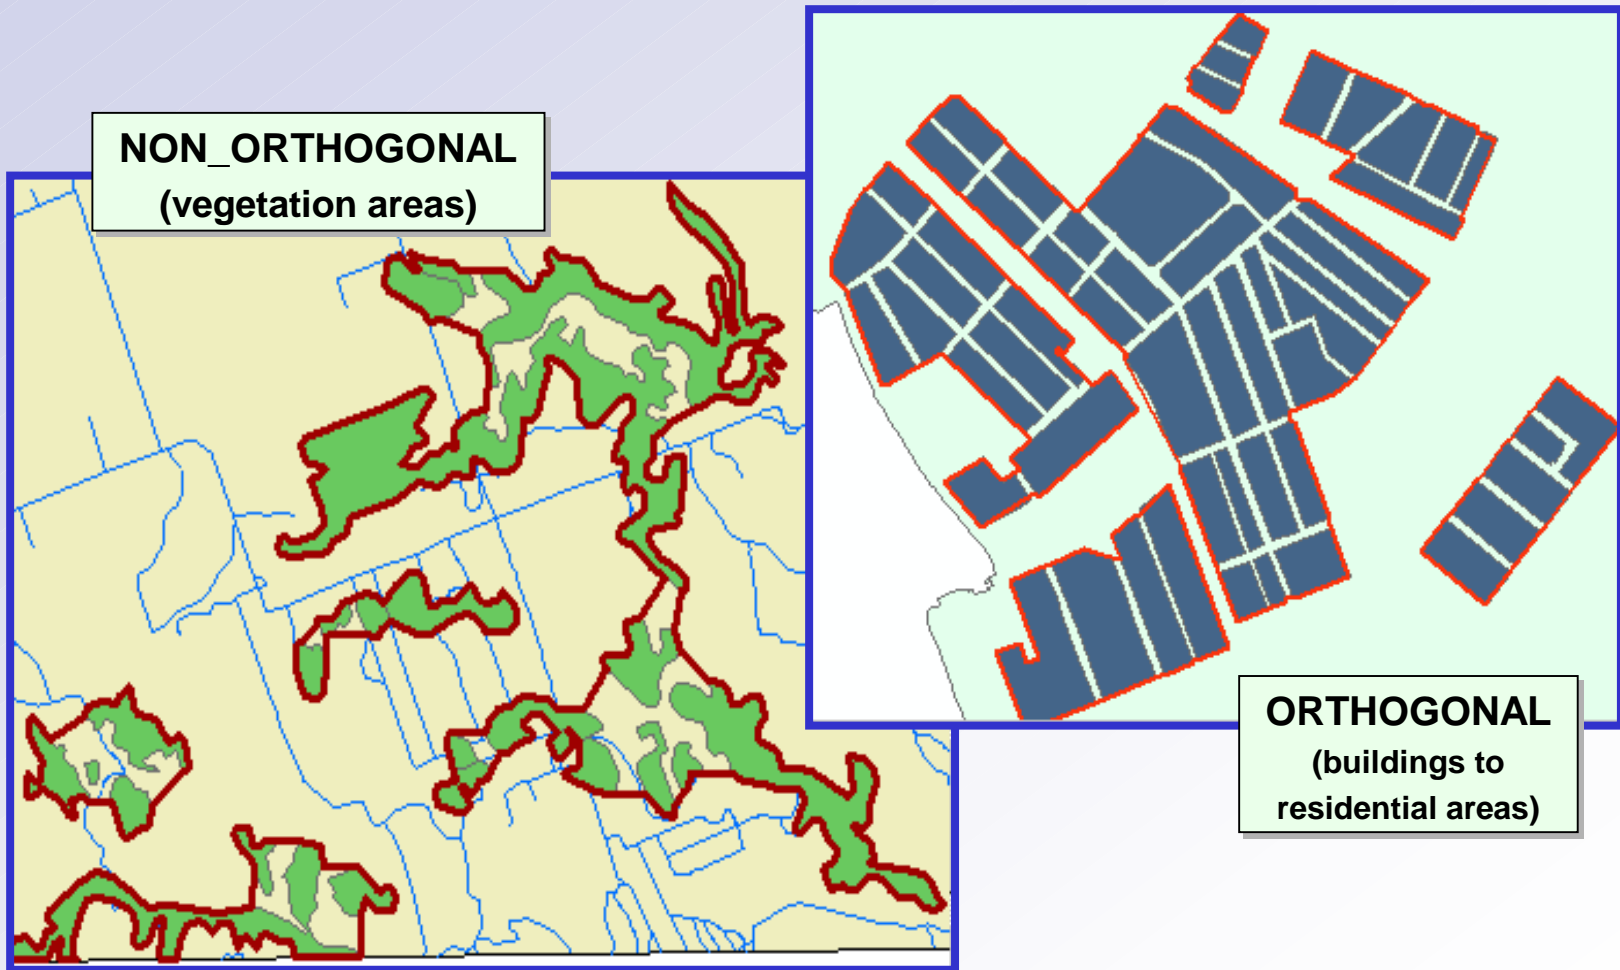 NON_ORTHOGONAL
(vegetation areas)
ORTHOGONAL
(buildings to
residential areas)